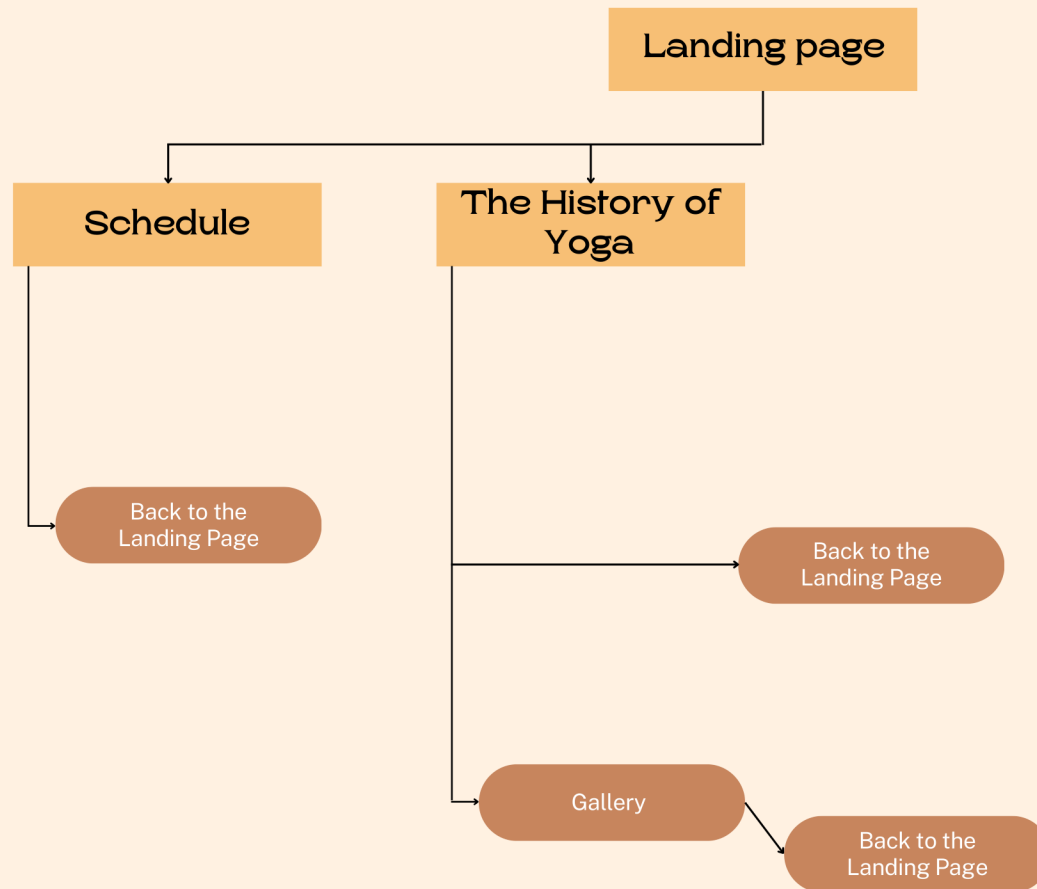 Landing page
Schedule
The History of
Yoga
Back to the
Landing Page
Back to the
Landing Page
Gallery
Back to the
Landing Page